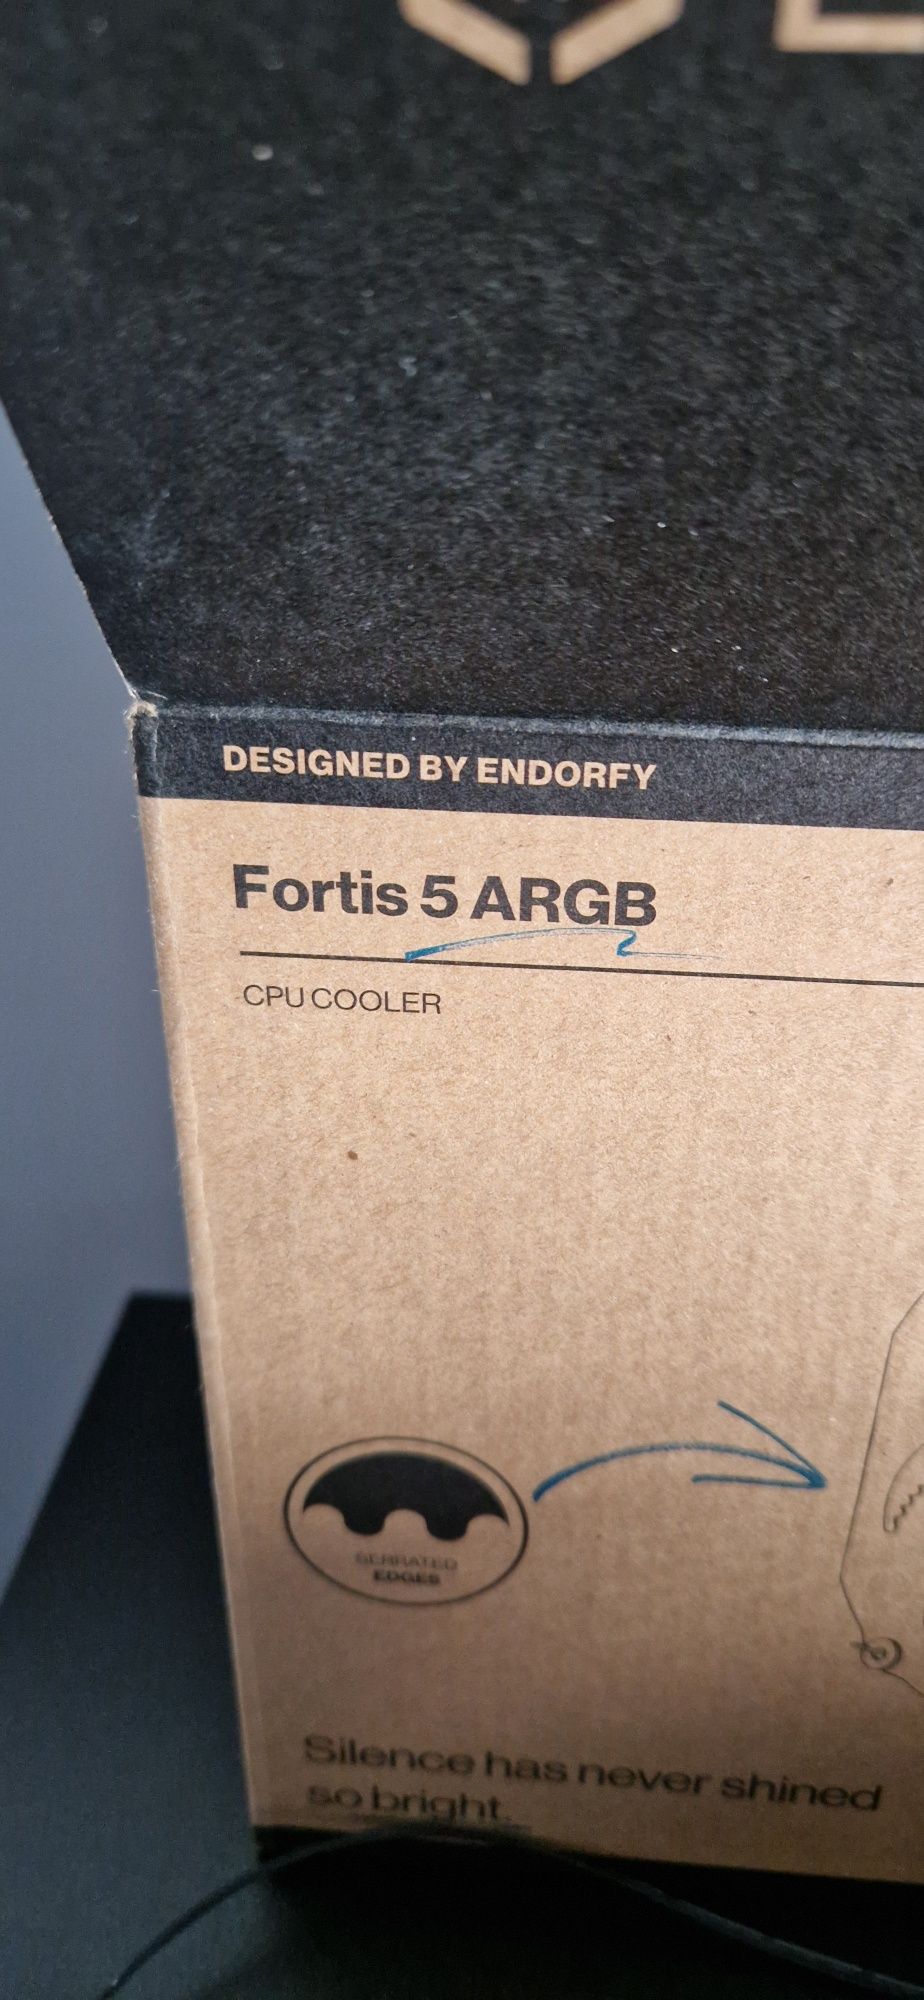 DESIGNED BY ENDORFY
Fortis 5 ARGB
CPU COOLER
SERRATED
EDGES
Silence has never shined
so bright.